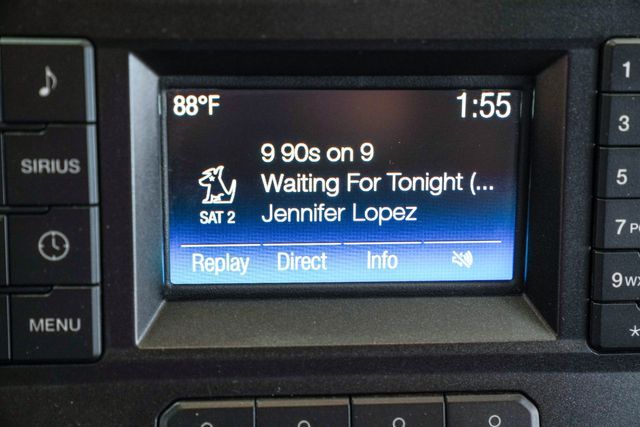 88°F
1:55
9 90s on 9
Waiting For Tonight (...
SAT 2
Jennifer Lopez
Replay Direct Info
SIRIUS
MENU
1
3
5
7
9
*